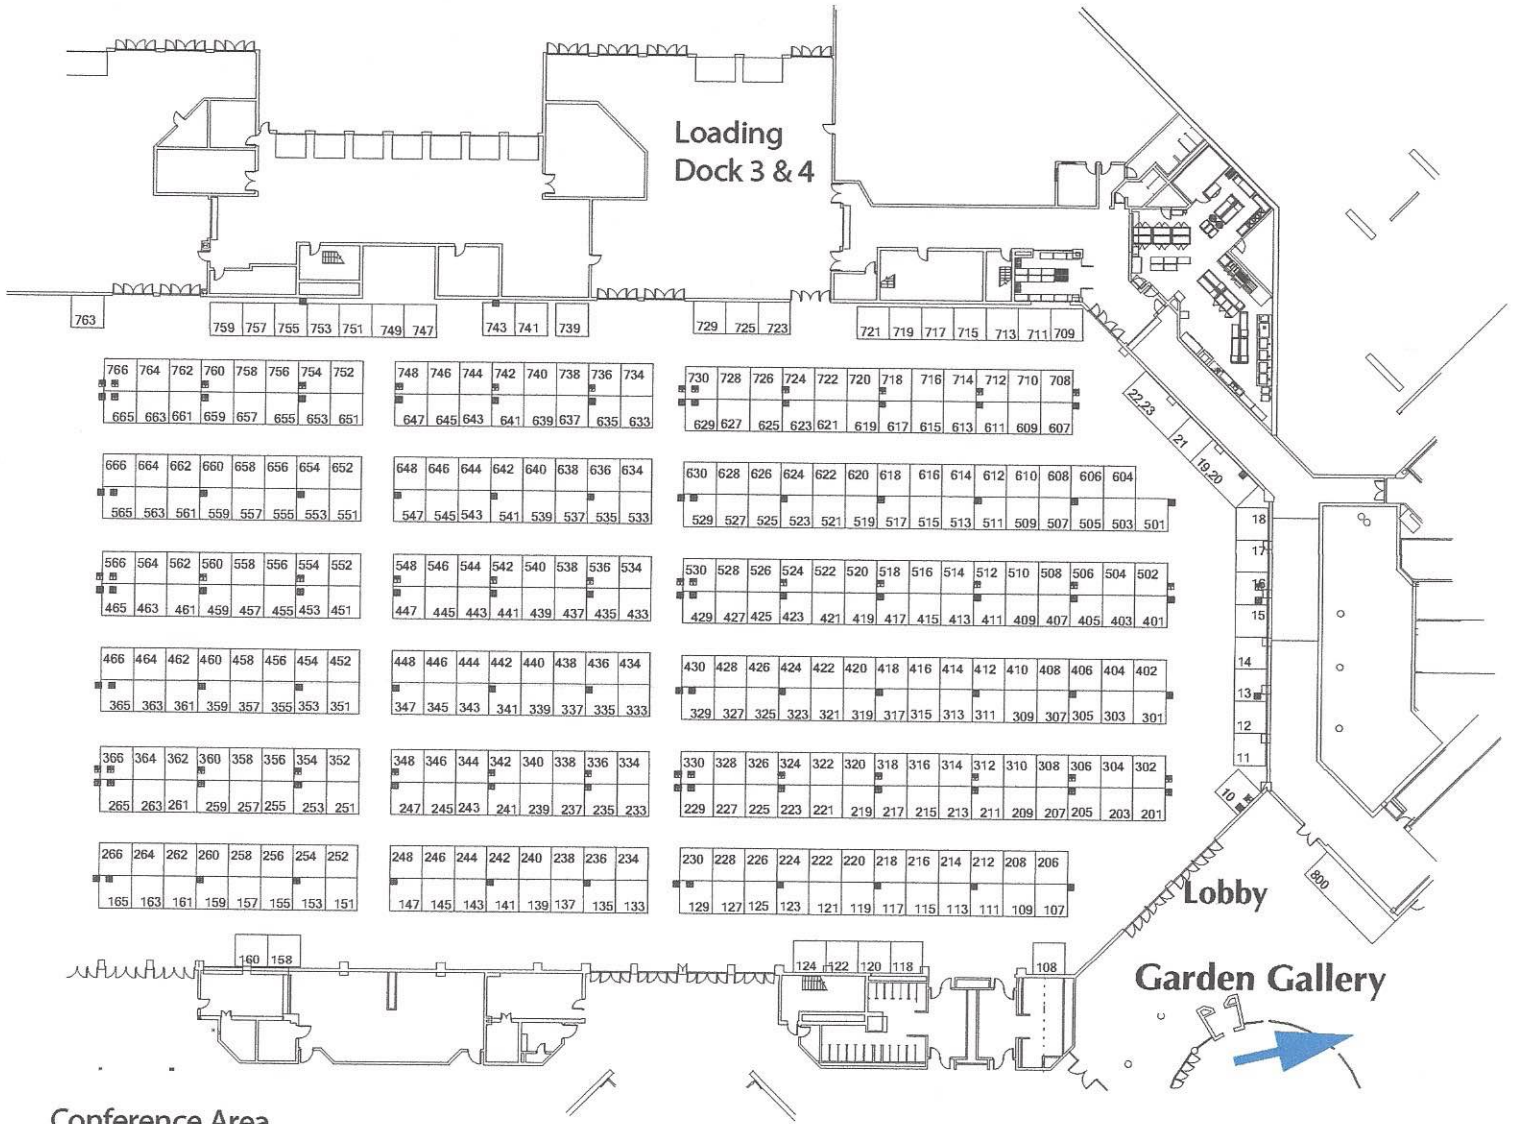 Loading
Dock 3 & 4
763
759 757 755 753 751 749 747
743 741 739
729 725 723
721 719 717 715 713 711 709
766 764 762 760 758 756 754 752
665 663 661 659 657 655 653 651
748 746 744 742 740 738 736 734
647 645 643 641 639 637 635 633
730 728 726 724 722 720 718 716 714 712 710 708
629 627 625 623 621 619 617 615 613 611 609 607
22,23
21
19,20
666 664 662 660 658 656 654 652
565 563 561 559 557 555 553 551
648 646 644 642 640 638 636 634
547 545 543 541 539 537 535 533
630 628 626 624 622 620 618 616 614 612 610 608 606 604
529 527 525 523 521 519 517 515 513 511 509 507 505 503 501
18
17
16
15
14
13
12
11
10
566 564 562 560 558 556 554 552
465 463 461 459 457 455 453 451
548 546 544 542 540 538 536 534
447 445 443 441 439 437 435 433
530 528 526 524 522 520 518 516 514 512 510 508 506 504 502
429 427 425 423 421 419 417 415 413 411 409 407 405 403 401
466 464 462 460 458 456 454 452
365 363 361 359 357 355 353 351
448 446 444 442 440 438 436 434
347 345 343 341 339 337 335 333
430 428 426 424 422 420 418 416 414 412 410 408 406 404 402
329 327 325 323 321 319 317 315 313 311 309 307 305 303 301
366 364 362 360 358 356 354 352
265 263 261 259 257 255 253 251
348 346 344 342 340 338 336 334
247 245 243 241 239 237 235 233
330 328 326 324 322 320 318 316 314 312 310 308 306 304 302
229 227 225 223 221 219 217 215 213 211 209 207 205 203 201
266 264 262 260 258 256 254 252
165 163 161 159 157 155 153 151
248 246 244 242 240 238 236 234
147 145 143 141 139 137 135 133
230 228 226 224 222 220 218 216 214 212 208 206
129 127 125 123 121 119 117 115 113 111 109 107
800
Lobby
160 158
124 122 120 118
108
Garden Gallery
Conference Area